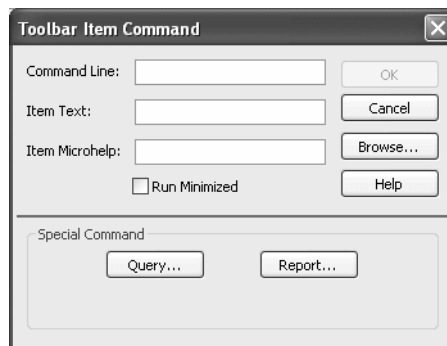 Toolbar Item Command
Command Line:
OK
Item Text:
Cancel
Item Microhelp:
Browse...
Run Minimized
Help
Special Command
Query...
Report...